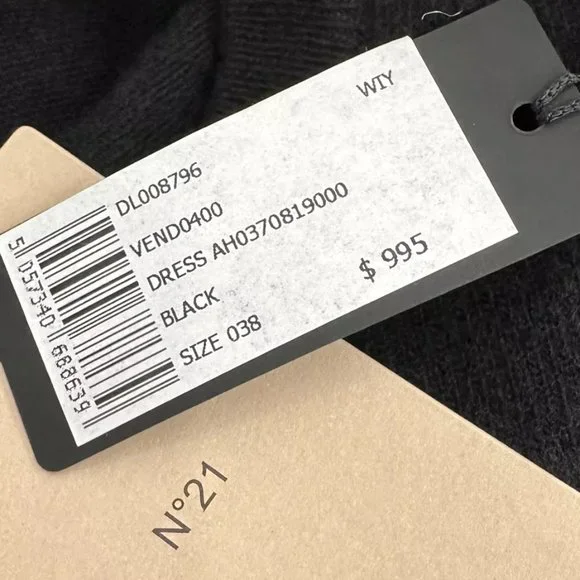 WIY
DL008796
VEND0400
DRESS AH0370819000
BLACK
$ 995
SIZE 038
5 057340 688639
N°21